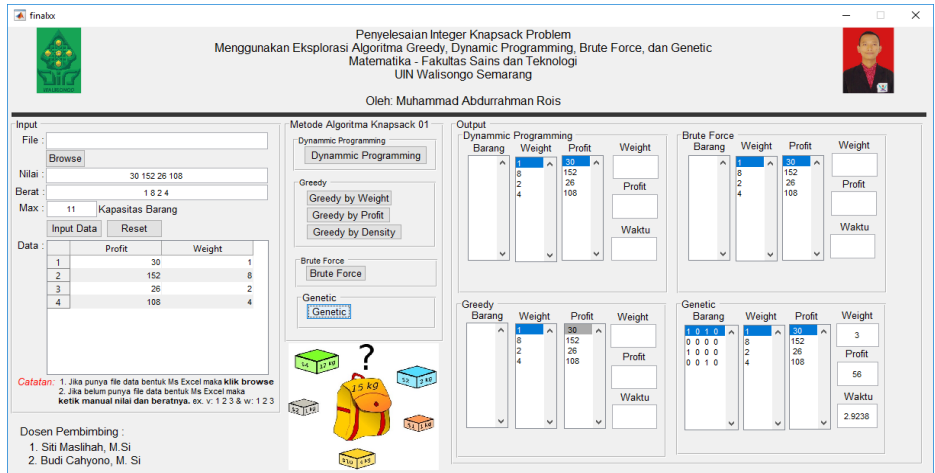 finalxx
Penyelesaian Integer Knapsack Problem
Menggunakan Eksplorasi Algoritma Greedy, Dynamic Programming, Brute Force, dan Genetic
Matematika - Fakultas Sains dan Teknologi
UIN Walisongo Semarang
Oleh: Muhammad Abdurrahman Rois
Input
File :
Browse
Nilai : 30 152 26 108
Berat : 1 8 2 4
Max : 11 Kapasitas Barang
Input Data Reset
Data : Profit Weight
1 30 1
2 152 8
3 26 2
4 108 4
Catatan: 1. Jika punya file data bentuk Ms Excel maka klik browse
2. Jika belum punya file data bentuk Ms Excel maka
ketik manual nilai dan beratnya. ex. v: 1 2 3 & w: 1 2 3
Dosen Pembimbing :
1. Siti Maslihah, M.Si
2. Budi Cahyono, M. Si
Metode Algoritma Knapsack 01
Dynammic Programming
Dynammic Programming
Greedy
Greedy by Weight
Greedy by Profit
Greedy by Density
Brute Force
Brute Force
Genetic
Genetic
?
15 kg
Output
Dynammic Programming
Barang Weight Profit Weight
1 30
8 152
2 26
4 108
Profit
Waktu
Brute Force
Barang Weight Profit Weight
1 30
8 152
2 26
4 108
Profit
Waktu
Greedy
Barang Weight Profit Weight
1 30
8 152
2 26
4 108
Profit
Waktu
Genetic
Barang Weight Profit Weight
1 0 1 0 1 30 3
0 0 0 0 8 152
1 0 0 0 2 26
0 0 1 0 4 108
Profit
56
Waktu
2.9238